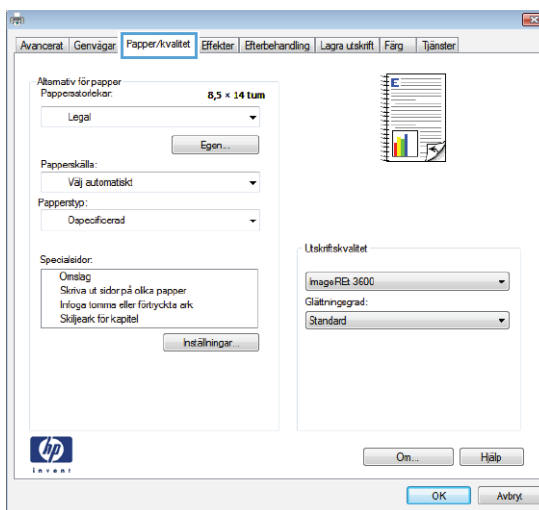 Avancerat Genvägar Papper/kvalitet Effekter Efterbehandling Lagra utskrift Färg Tjänster
Alternativ för papper
Pappersstorlekar: 8,5 × 14 tum
Legal
Egen...
Papperskälla:
Välj automatiskt
Papperstyp:
Ospecificerad
Specialsidor:
Omslag
Skriva ut sidor på olika papper
Infoga tomma eller förtryckta ark
Skiljeark för kapitel
Inställningar...
E
Utskriftskvalitet
ImageREt 3600
Glättningsgrad:
Standard
hp
invent
Om... Hjälp
OK Avbryt